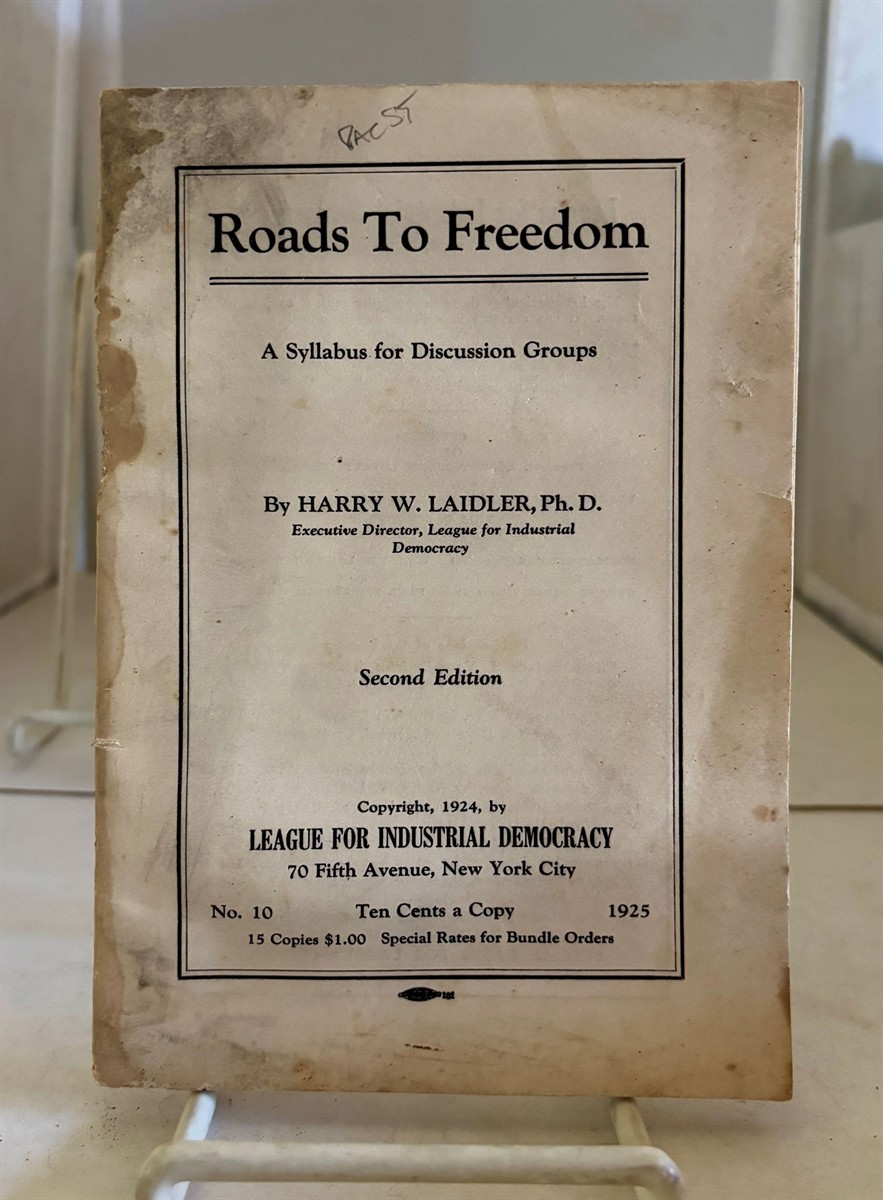 PAC ST
Roads To Freedom
A Syllabus for Discussion Groups
By HARRY W. LAIDLER, Ph. D.
Executive Director, League for Industrial
Democracy
Second Edition
Copyright, 1924, by
LEAGUE FOR INDUSTRIAL DEMOCRACY
70 Fifth Avenue, New York City
No. 10 Ten Cents a Copy 1925
15 Copies $1.00 Special Rates for Bundle Orders